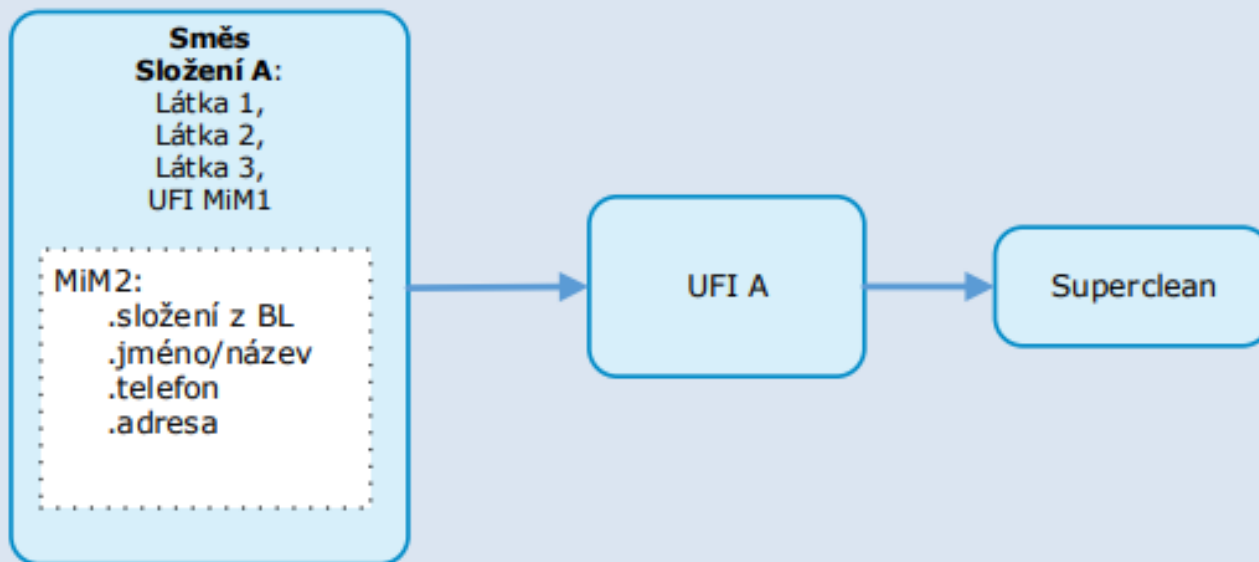 Směs
Složení A:
Látka 1,
Látka 2,
Látka 3,
UFI MiM1
MiM2:
.složení z BL
.jméno/název
.telefon
.adresa
UFI A
Superclean